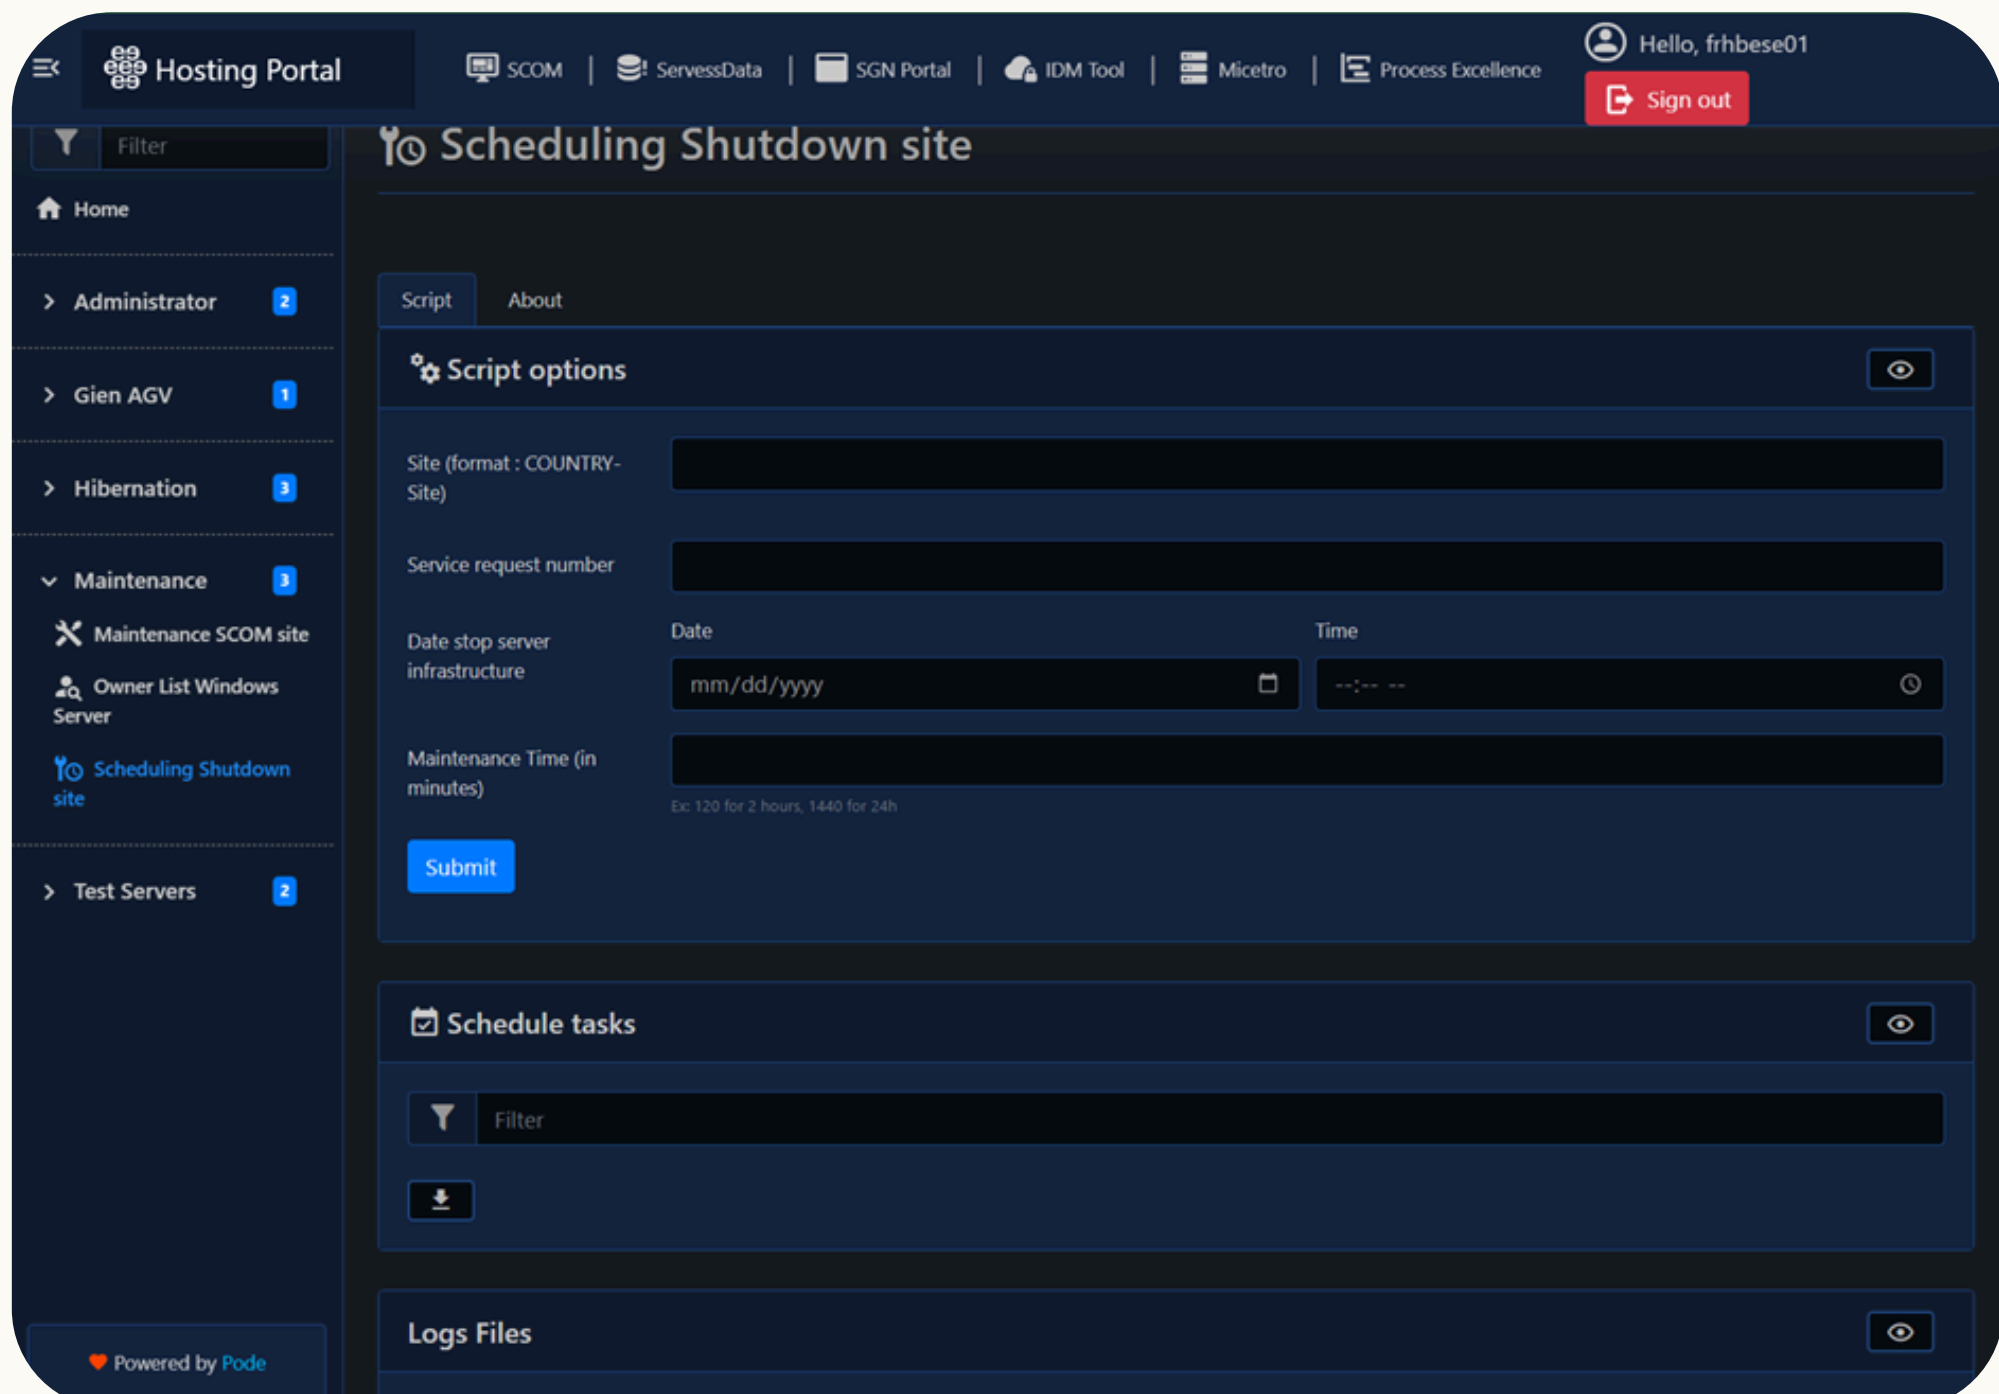 Hosting Portal
SCOM | ServessData | SGN Portal | IDM Tool | Micetro | Process Excellence
Hello, frhbese01
Sign out
Filter
Home
Administrator 2
Gien AGV 1
Hibernation 3
Maintenance 3
Maintenance SCOM site
Owner List Windows
Server
Scheduling Shutdown
site
Test Servers 2
Powered by Pode
Scheduling Shutdown site
Script About
Script options
Site (format : COUNTRY-
Site)
Service request number
Date stop server
infrastructure
Date Time
mm/dd/yyyy --:-- --
Maintenance Time (in
minutes)
Ex: 120 for 2 hours, 1440 for 24h
Submit
Schedule tasks
Filter
Logs Files